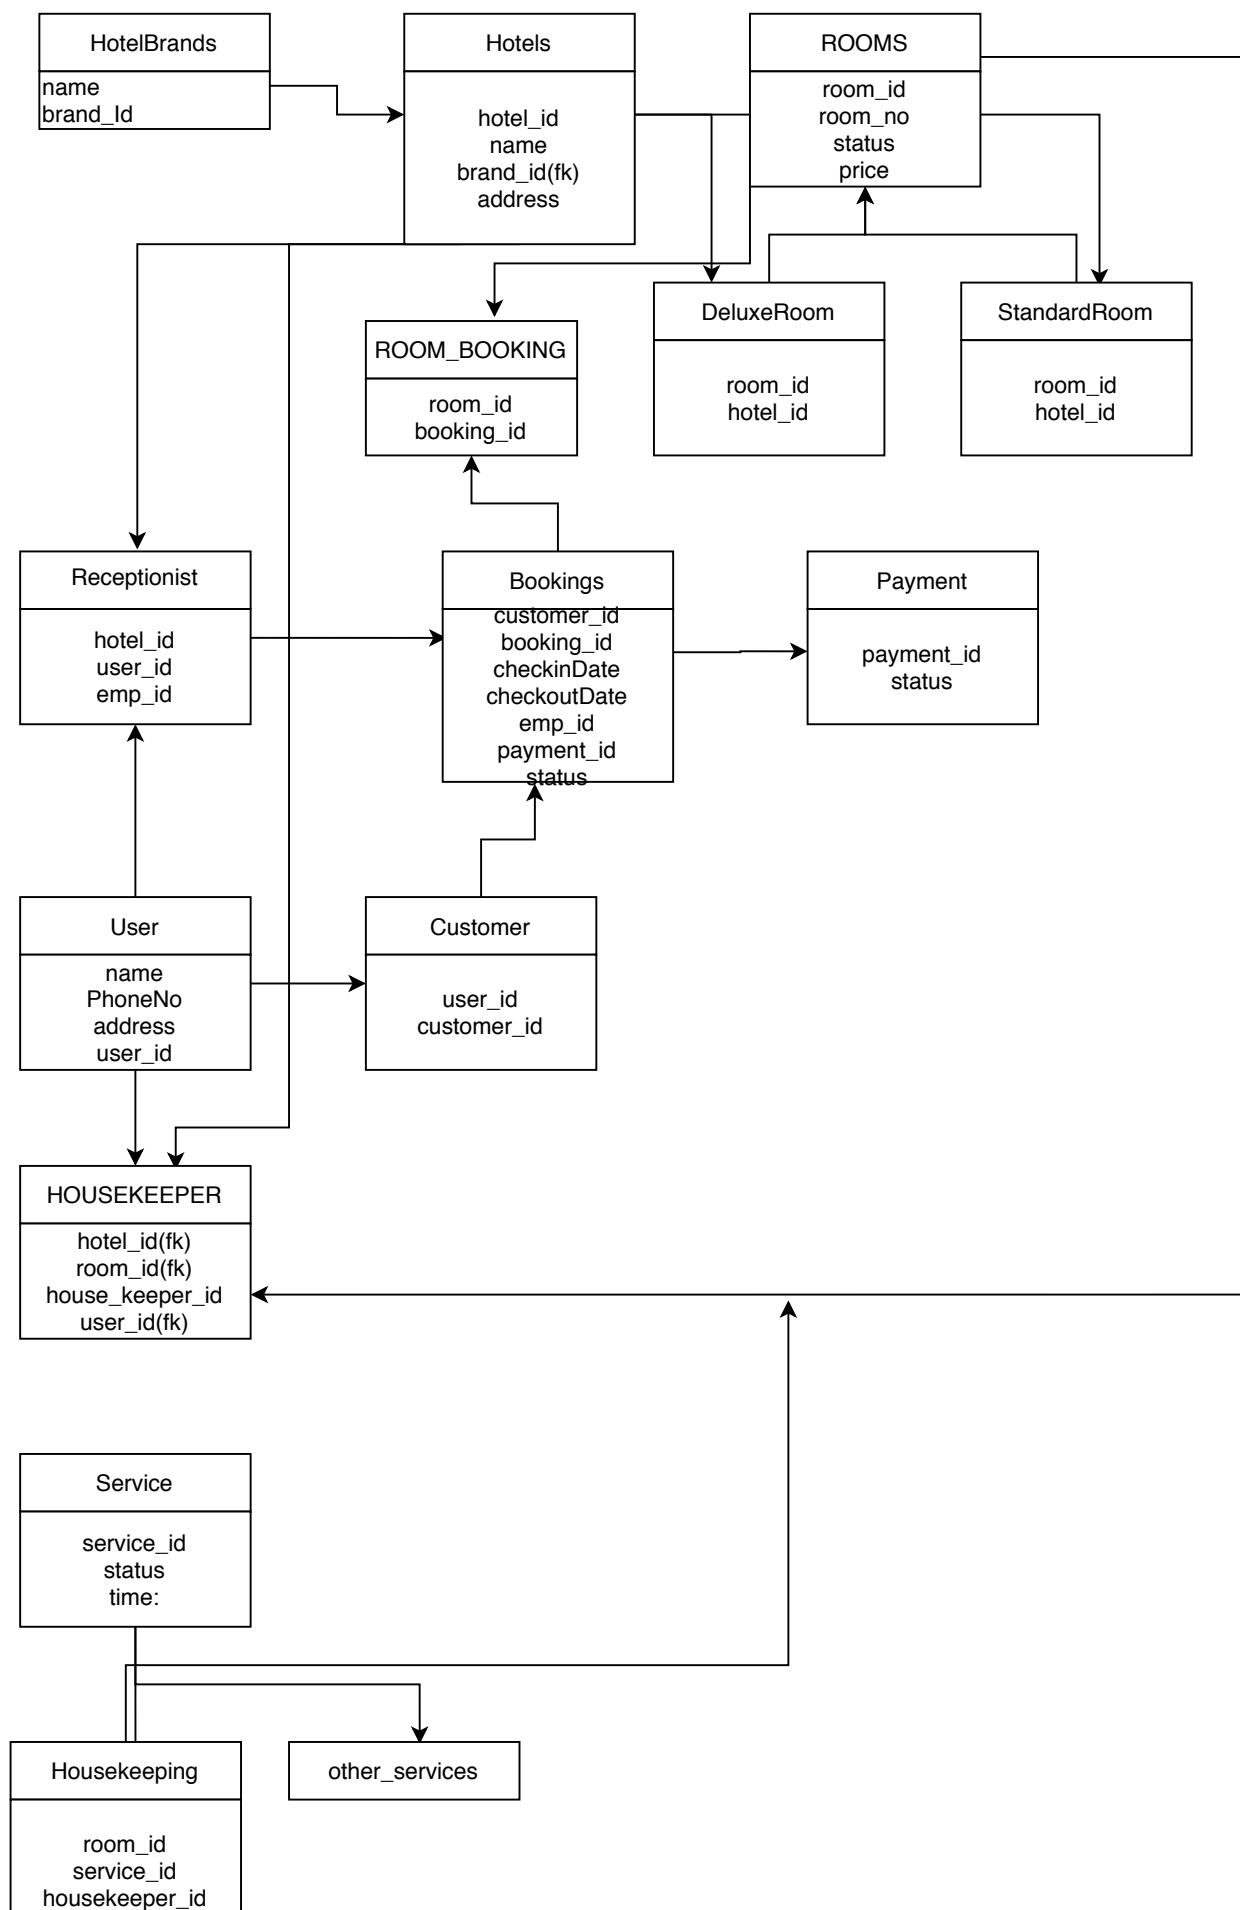 HotelBrands
name
brand_Id
Hotels
hotel_id
name
brand_id(fk)
address
ROOMS
room_id
room_no
status
price
ROOM_BOOKING
room_id
booking_id
DeluxeRoom
room_id
hotel_id
StandardRoom
room_id
hotel_id
Receptionist
hotel_id
user_id
emp_id
Bookings
customer_id
booking_id
checkinDate
checkoutDate
emp_id
payment_id
status
Payment
payment_id
status
User
name
PhoneNo
address
user_id
Customer
user_id
customer_id
HOUSEKEEPER
hotel_id(fk)
room_id(fk)
house_keeper_id
user_id(fk)
Service
service_id
status
time:
Housekeeping
room_id
service_id
housekeeper_id
other_services